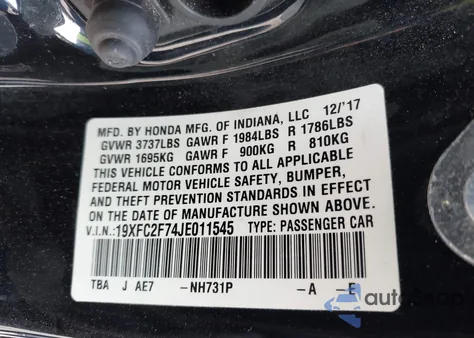 MFD. BY HONDA MFG. OF INDIANA, LLC 12/'17
GVWR 3737LBS GAWR F 1984LBS R 1786LBS
GVWR 1695KG GAWR F 900KG R 810KG
THIS VEHICLE CONFORMS TO ALL APPLICABLE
FEDERAL MOTOR VEHICLE SAFETY, BUMPER,
AND THEFT PREVENTION STANDARDS IN EFFECT
ON THE DATE OF MANUFACTURE SHOWN ABOVE.
V.I.N.:19XFC2F74JE011545 TYPE: PASSENGER CAR
TBA J AE7 -NH731P -A -E